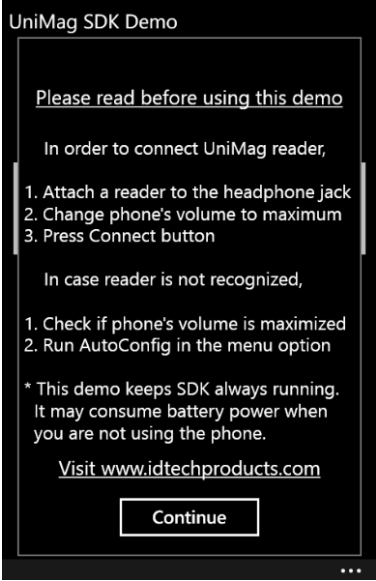 UniMag SDK Demo
Please read before using this demo
In order to connect UniMag reader,
1. Attach a reader to the headphone jack
2. Change phone's volume to maximum
3. Press Connect button
In case reader is not recognized,
1. Check if phone's volume is maximized
2. Run AutoConfig in the menu option
* This demo keeps SDK always running.
It may consume battery power when
you are not using the phone.
Visit www.idtechproducts.com
Continue
...